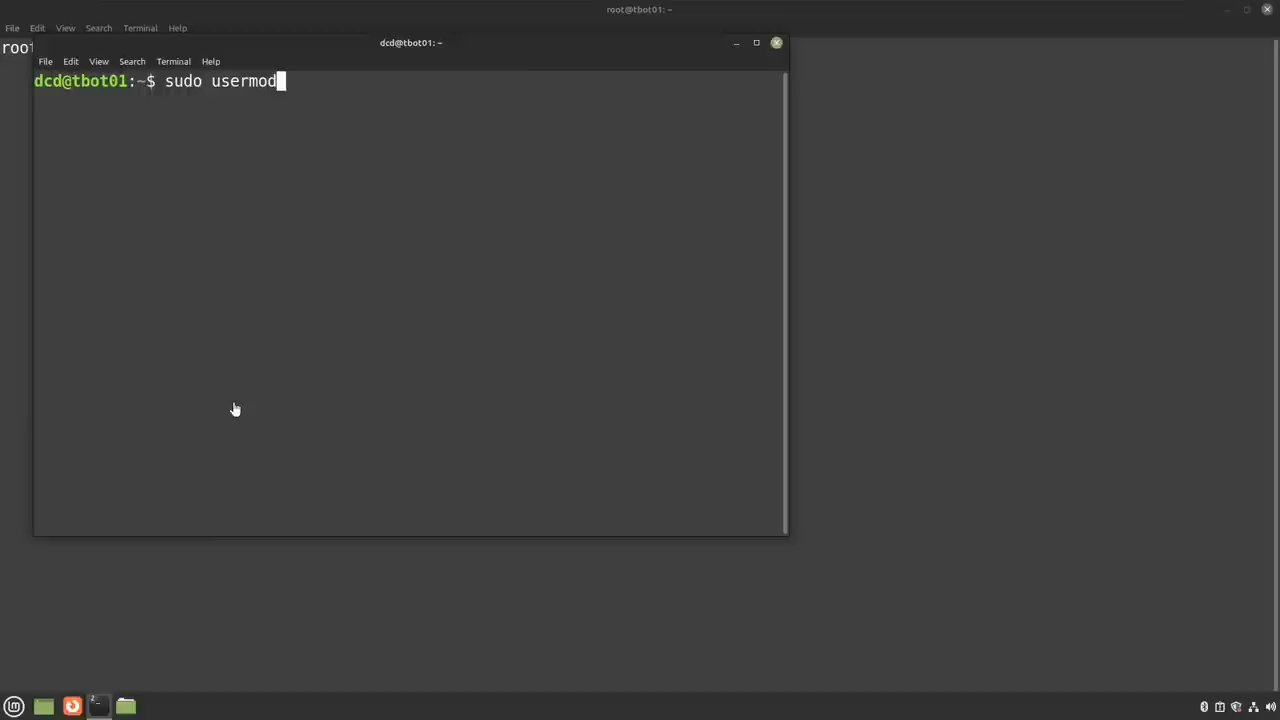 root@tbot01: ~
File Edit View Search Terminal Help
root
dcd@tbot01: ~
File Edit View Search Terminal Help
dcd@tbot01:~$ sudo usermod
2